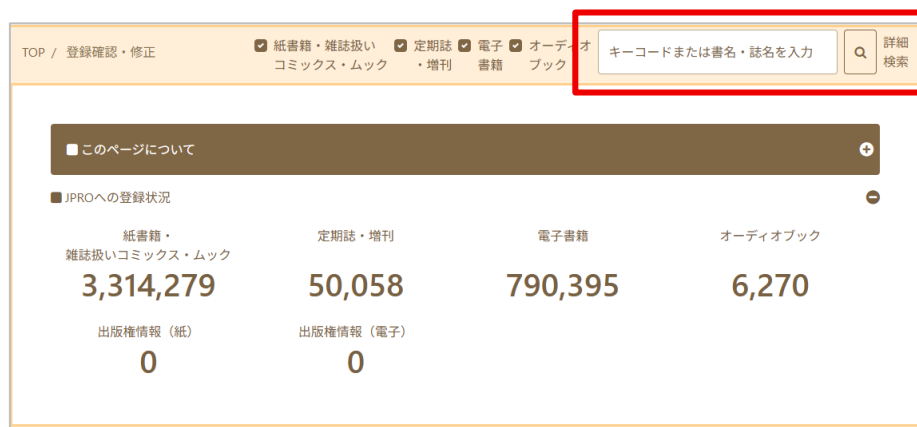 TOP / 登録確認・修正
紙書籍・雑誌扱い
コミックス・ムック
定期誌
・増刊
電子
書籍
オーディオ
ブック
キーコードまたは書名・誌名を入力
詳細
検索
このページについて
JPROへの登録状況
紙書籍・
雑誌扱いコミックス・ムック
3,314,279
定期誌・増刊
50,058
電子書籍
790,395
オーディオブック
6,270
出版権情報（紙）
0
出版権情報（電子）
0